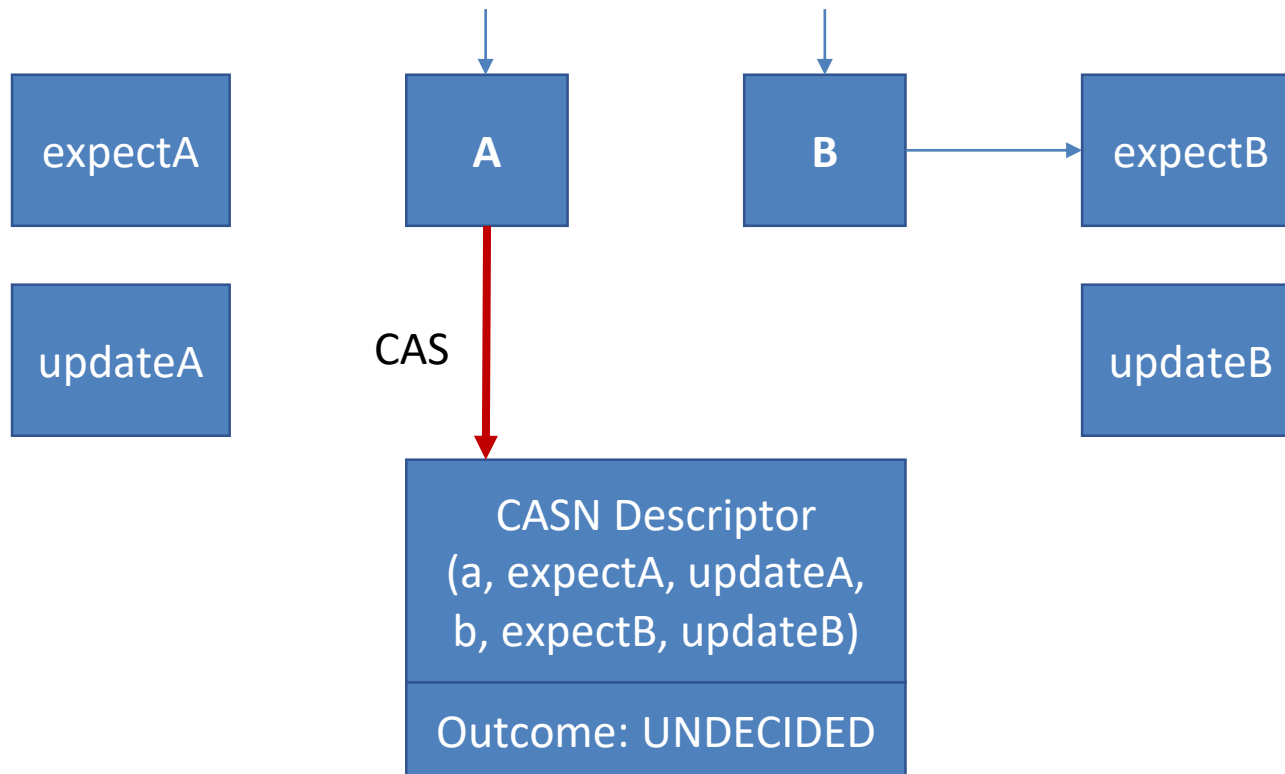 expectA
A
B
expectB
updateA
CAS
updateB
CASN Descriptor
(a, expectA, updateA,
b, expectB, updateB)
Outcome: UNDECIDED